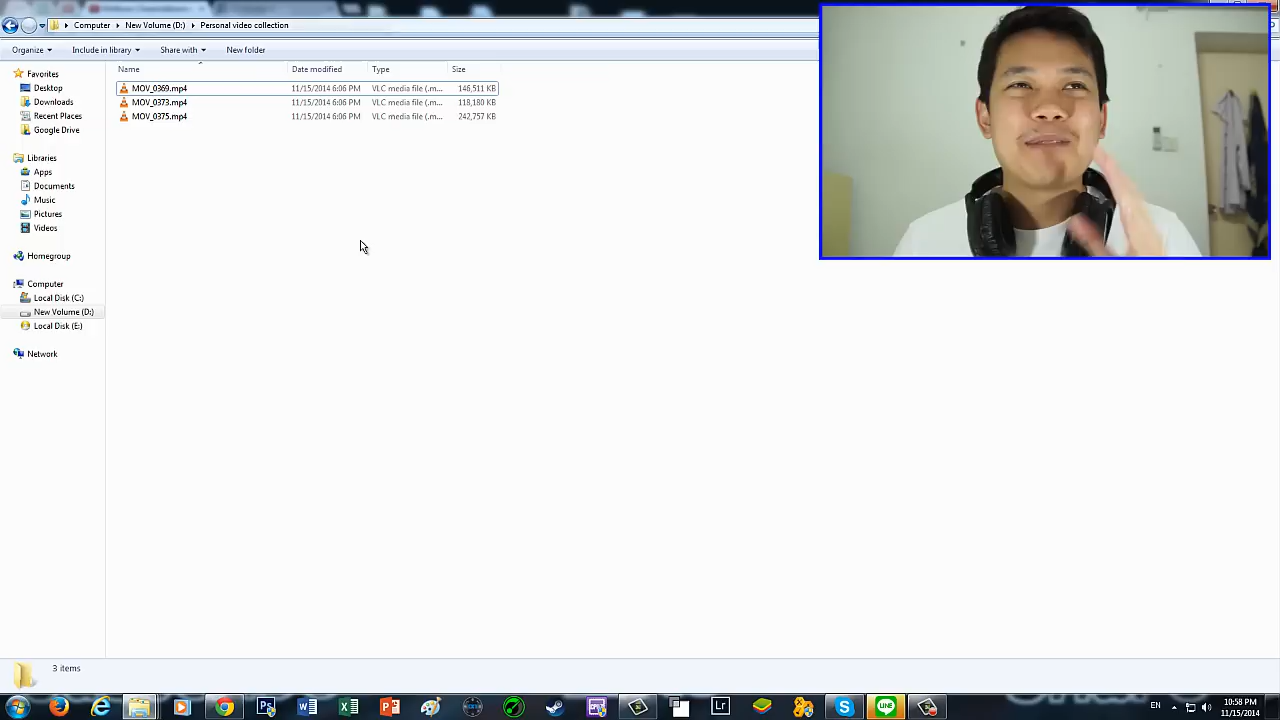 Computer ▸ New Volume (D:) ▸ Personal video collection
Organize Include in library Share with New folder
Name Date modified Type Size
MOV_0369.mp4 11/15/2014 6:06 PM VLC media file (.m... 146,511 KB
MOV_0373.mp4 11/15/2014 6:06 PM VLC media file (.m... 118,180 KB
MOV_0375.mp4 11/15/2014 6:06 PM VLC media file (.m... 242,757 KB
Favorites
Desktop
Downloads
Recent Places
Google Drive
Libraries
Apps
Documents
Music
Pictures
Videos
Homegroup
Computer
Local Disk (C:)
New Volume (D:)
Local Disk (E:)
Network
3 items
Lr
LINE
EN
10:58 PM
11/15/2014